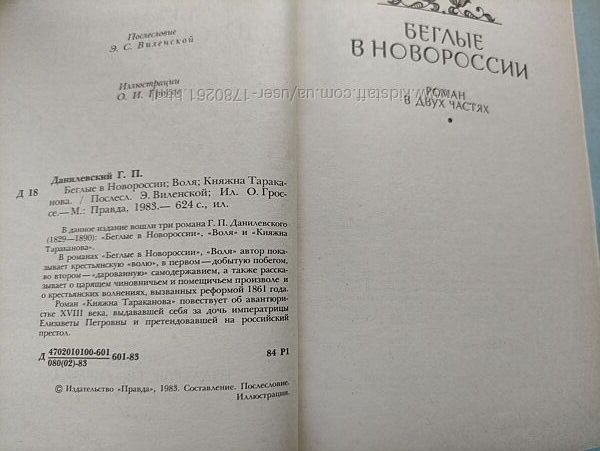 Послесловие
Э. С. Виленской
Иллюстрации
О. И. Гроссе
Данилевский Г. П.
Д 18
Беглые в Новороссии; Воля; Княжна Тарака-
нова. / Послесл. Э. Виленской; Ил. О. Грос-
се.—М.: Правда, 1983.— 624 с., ил.
В данное издание вошли три романа Г. П. Данилевского
(1829—1890): «Беглые в Новороссии», «Воля» и «Княжна
Тараканова».
В романах «Беглые в Новороссии», «Воля» автор пока-
зывает крестьянскую «волю», в первом — добытую побегом,
во втором — «дарованную» самодержавием, а также расска-
зывает о царящем чиновничьем и помещичьем произволе и
о крестьянских волнениях, вызванных реформой 1861 года.
Роман «Княжна Тараканова» повествует об авантюри-
стке XVIII века, выдававшей себя за дочь императрицы
Елизаветы Петровны и претендовавшей на российский
престол.
Д 4702010100-601 601-83 84 Р1
080(02)-83
© Издательство «Правда», 1983. Составление. Послесловие.
Иллюстрации.
БЕГЛЫЕ
В НОВОРОССИИ
РОМАН
В ДВУХ ЧАСТЯХ